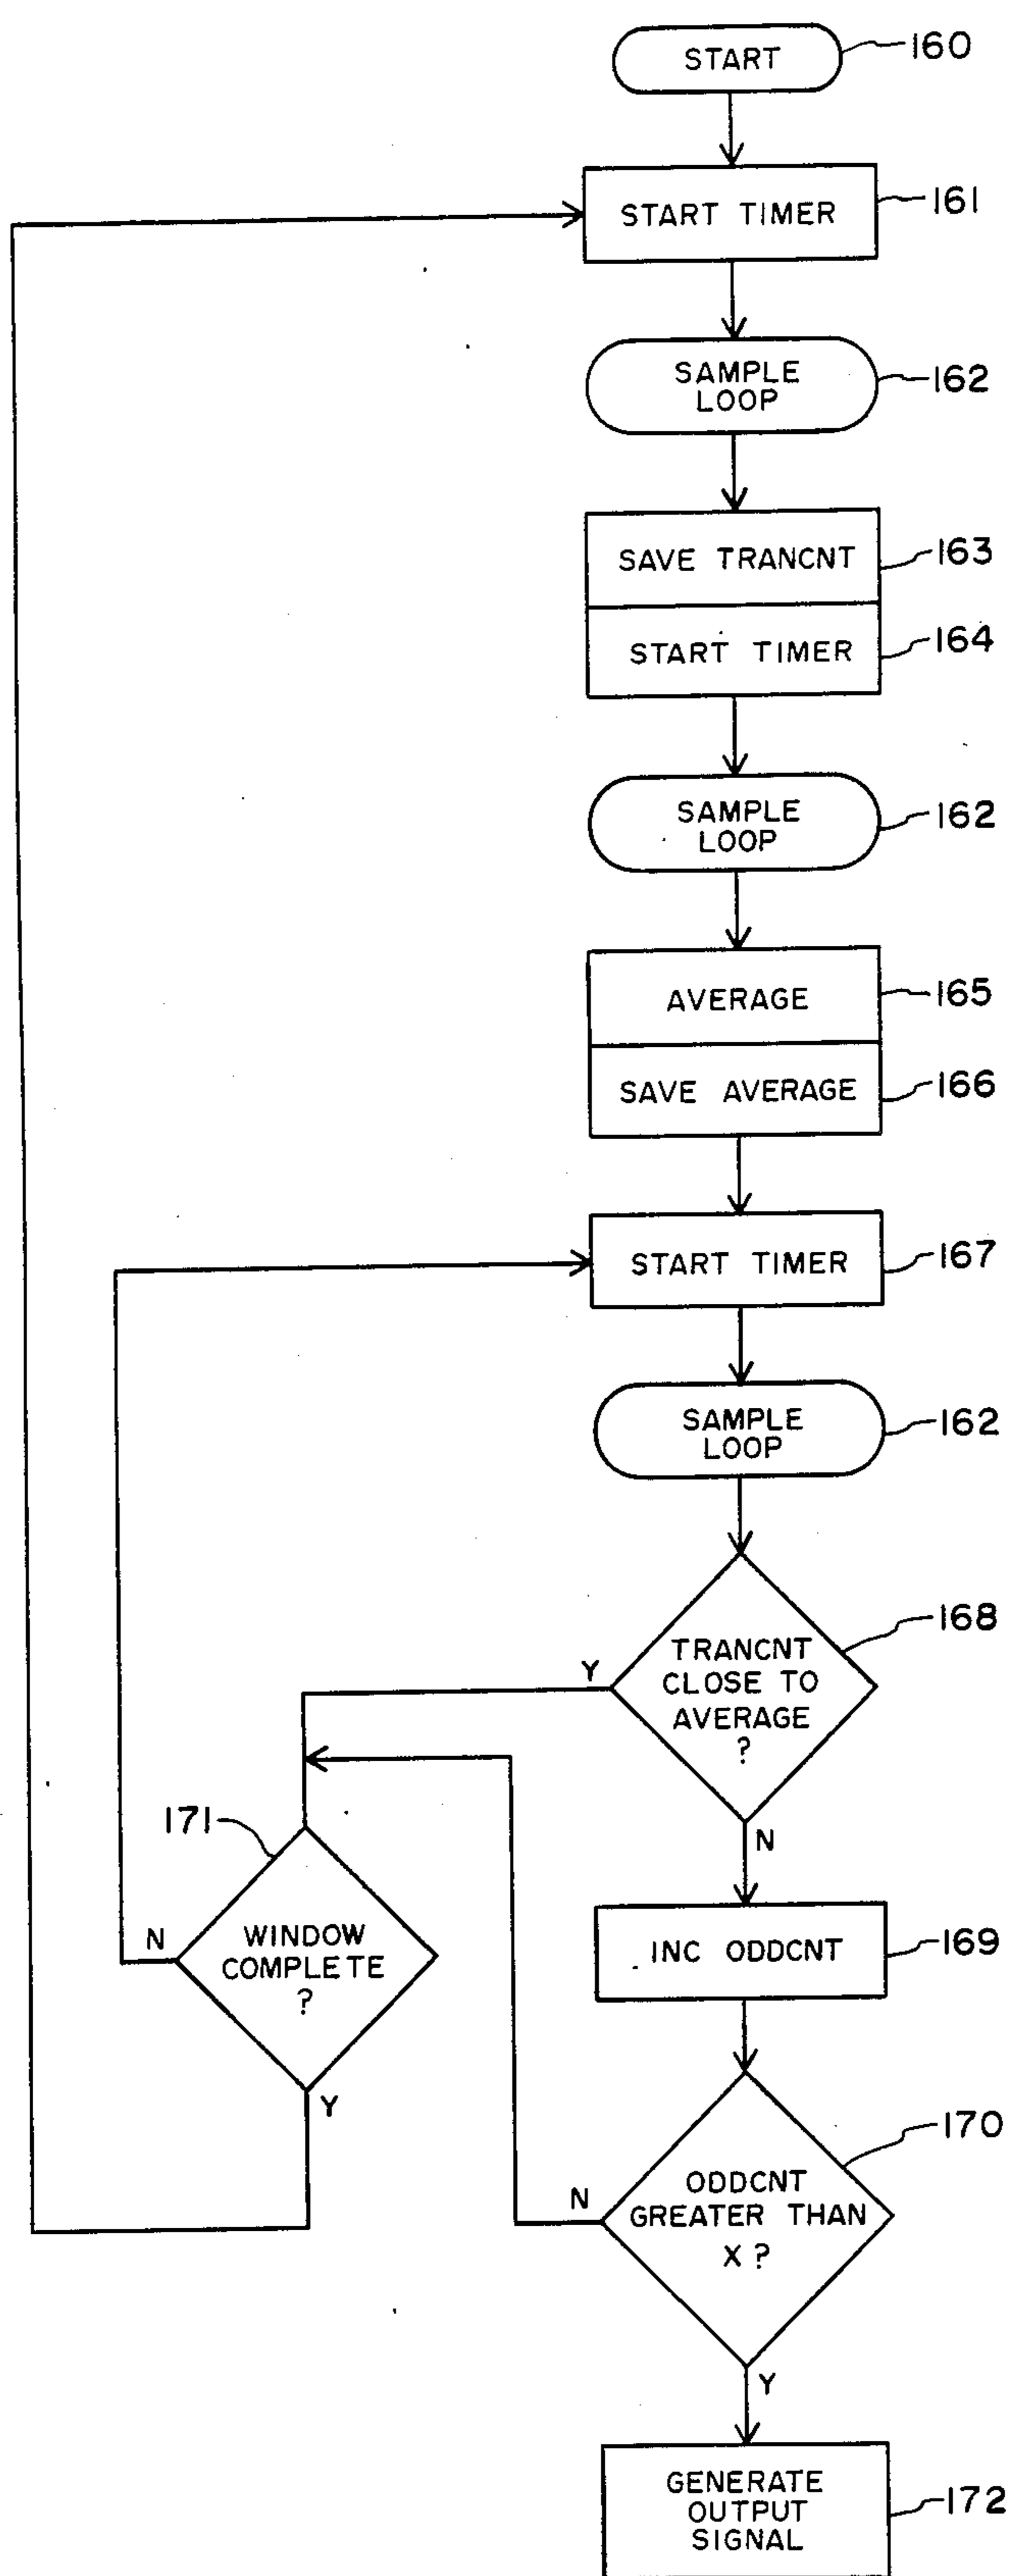 START
160
START TIMER
161
SAMPLE
LOOP
162
SAVE TRANCNT
163
START TIMER
164
SAMPLE
LOOP
162
AVERAGE
165
SAVE AVERAGE
166
START TIMER
167
SAMPLE
LOOP
162
TRANCNT
CLOSE TO
AVERAGE
?
168
Y
N
171
WINDOW
COMPLETE
?
N
Y
INC ODDCNT
169
ODDCNT
GREATER THAN
X?
170
N
Y
GENERATE
OUTPUT
SIGNAL
172